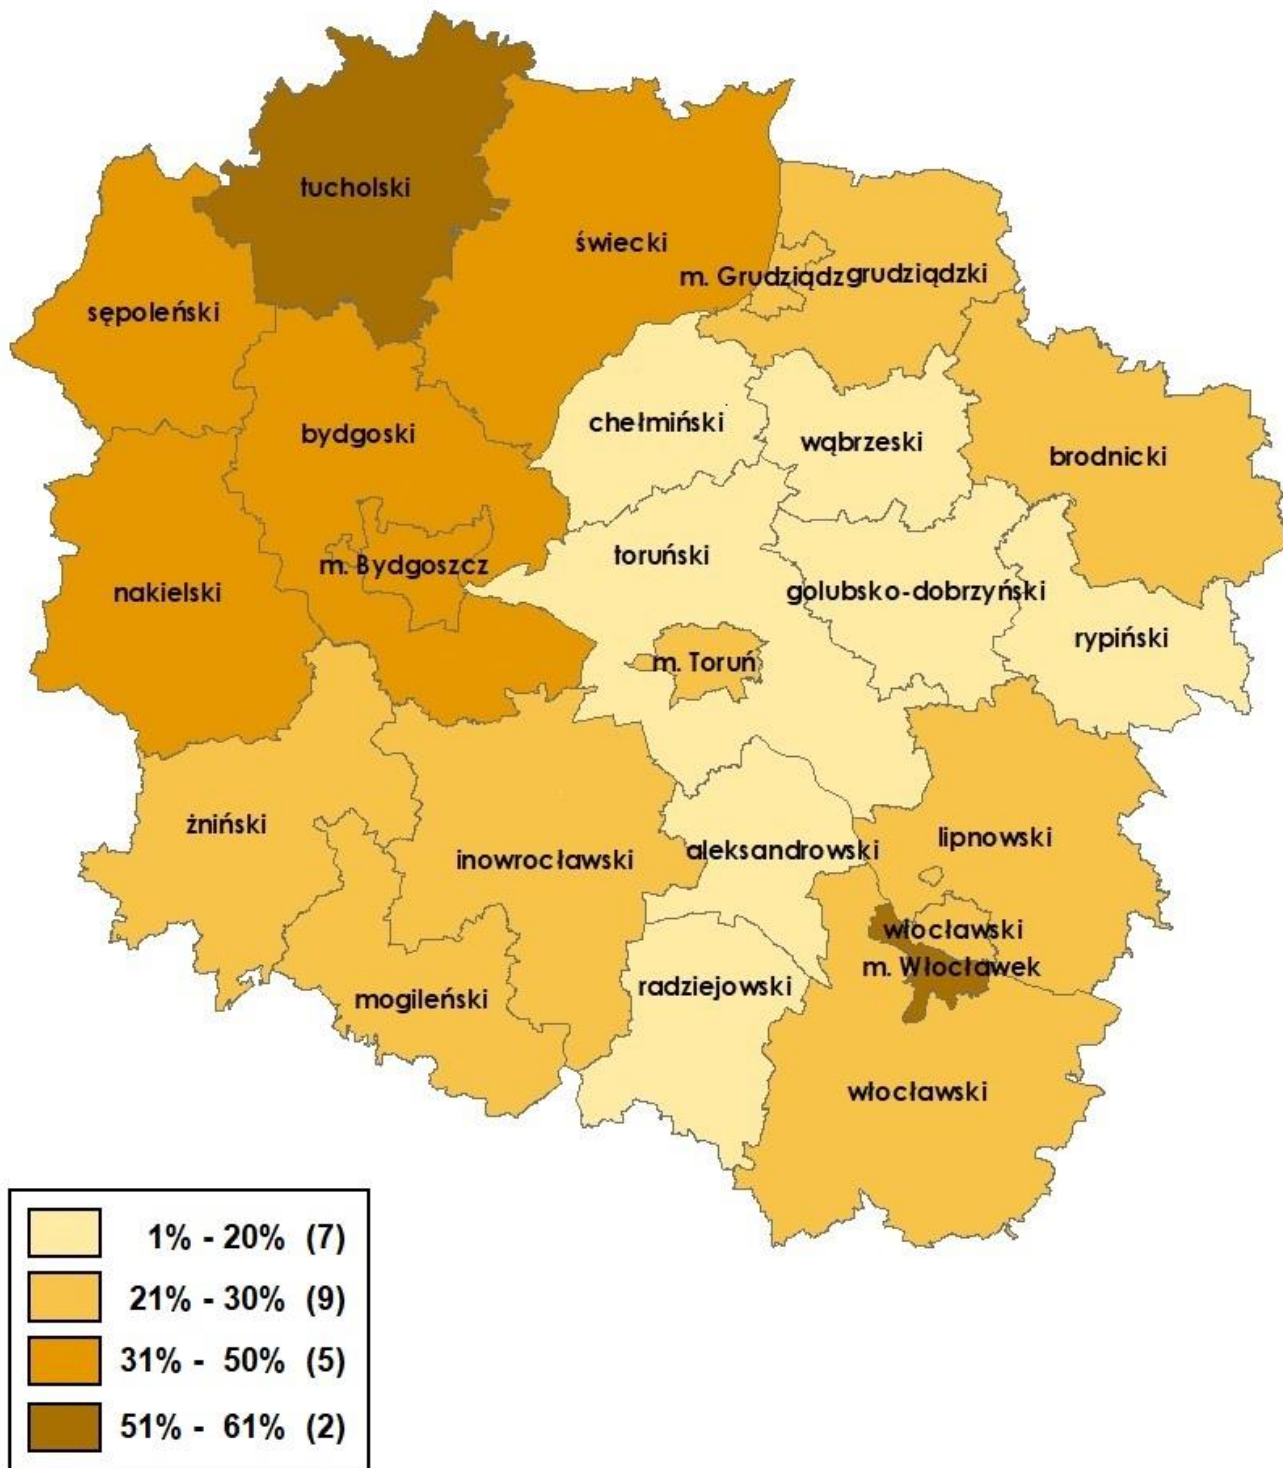 tucholski
świecki
m. Grudziądz
grudziądzki
sępoleński
chełmiński
bydgoski
wąbrzeski
brodnicki
toruński
m. Bydgoszcz
nakielski
golubsko-dobrzyński
rypiński
m. Toruń
żniński
inowrocławski
aleksandrowski
lipnowski
włocławski
m. Włocławek
radziejowski
mogileński
włocławski
1% - 20% (7)
21% - 30% (9)
31% - 50% (5)
51% - 61% (2)